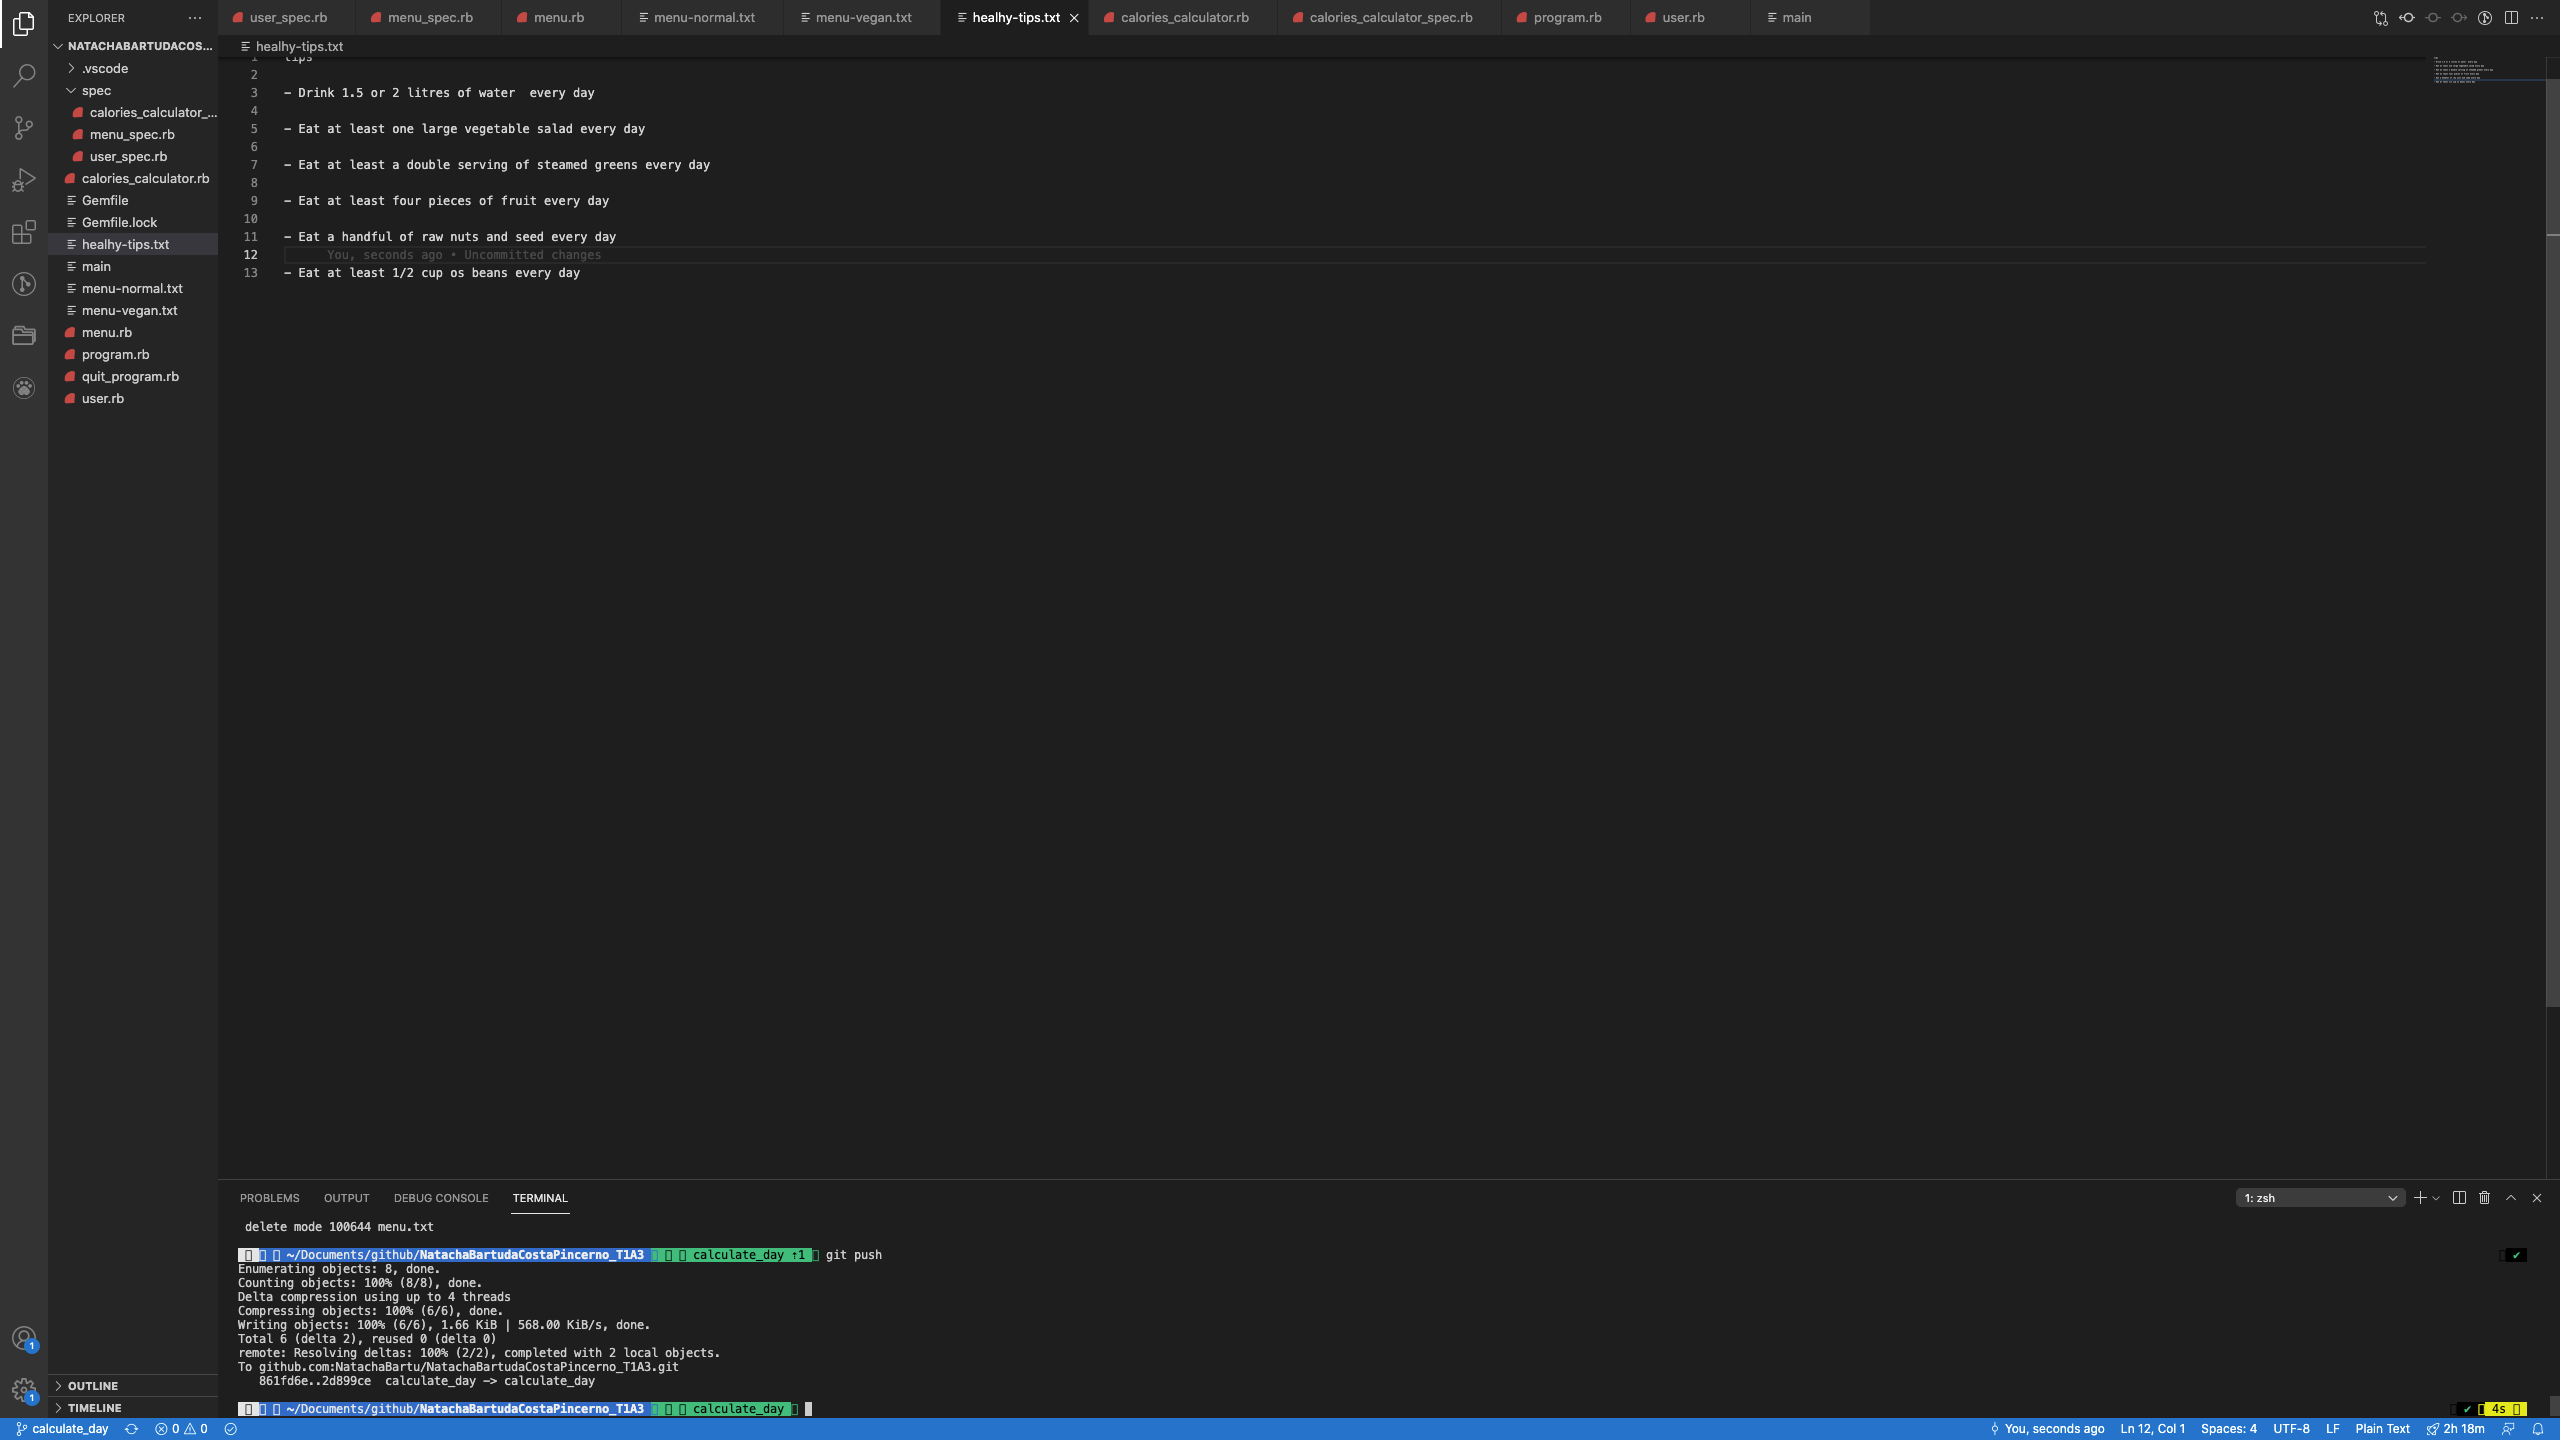 EXPLORER
NATACHABARTUDACOS...
.vscode
spec
calories_calculator_...
menu_spec.rb
user_spec.rb
calories_calculator.rb
Gemfile
Gemfile.lock
healhy-tips.txt
main
menu-normal.txt
menu-vegan.txt
menu.rb
program.rb
quit_program.rb
user.rb
OUTLINE
TIMELINE
1
1
user_spec.rb menu_spec.rb menu.rb menu-normal.txt menu-vegan.txt healhy-tips.txt calories_calculator.rb calories_calculator_spec.rb program.rb user.rb main
healhy-tips.txt
1 tips
2
3 - Drink 1.5 or 2 litres of water  every day
4
5 - Eat at least one large vegetable salad every day
6
7 - Eat at least a double serving of steamed greens every day
8
9 - Eat at least four pieces of fruit every day
10
11 - Eat a handful of raw nuts and seed every day
12 You, seconds ago • Uncommitted changes
13 - Eat at least 1/2 cup os beans every day
PROBLEMS OUTPUT DEBUG CONSOLE TERMINAL 1: zsh
delete mode 100644 menu.txt
~/Documents/github/NatachaBartudaCostaPincerno_T1A3 calculate_day ↑1 git push ✔
Enumerating objects: 8, done.
Counting objects: 100% (8/8), done.
Delta compression using up to 4 threads
Compressing objects: 100% (6/6), done.
Writing objects: 100% (6/6), 1.66 KiB | 568.00 KiB/s, done.
Total 6 (delta 2), reused 0 (delta 0)
remote: Resolving deltas: 100% (2/2), completed with 2 local objects.
To github.com:NatachaBartu/NatachaBartudaCostaPincerno_T1A3.git
861fd6e..2d899ce  calculate_day -> calculate_day
~/Documents/github/NatachaBartudaCostaPincerno_T1A3 calculate_day ✔ 4s
calculate_day 0 0 You, seconds ago Ln 12, Col 1 Spaces: 4 UTF-8 LF Plain Text 2h 18m